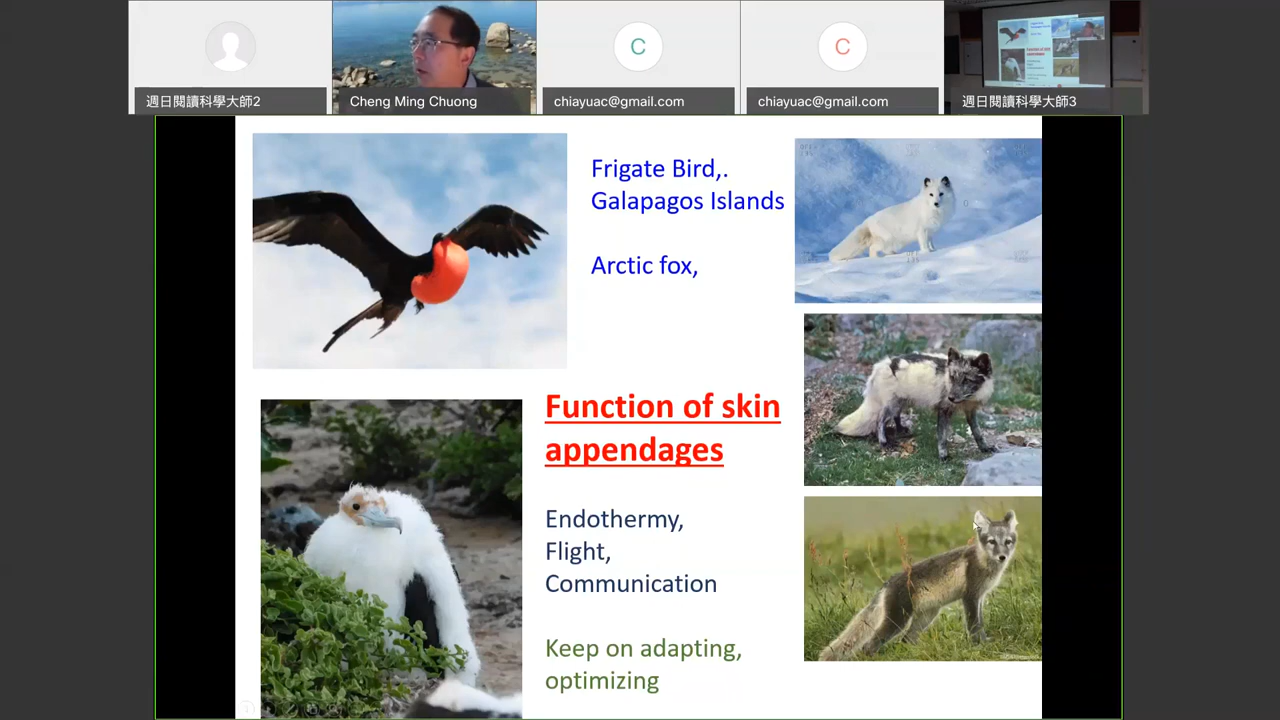 週日閱讀科學大師2
Cheng Ming Chuong
C
chiayuac@gmail.com
C
chiayuac@gmail.com
週日閱讀科學大師3
Frigate Bird,.
Galapagos Islands
Arctic fox,
Function of skin
appendages
Endothermy,
Flight,
Communication
Keep on adapting,
optimizing